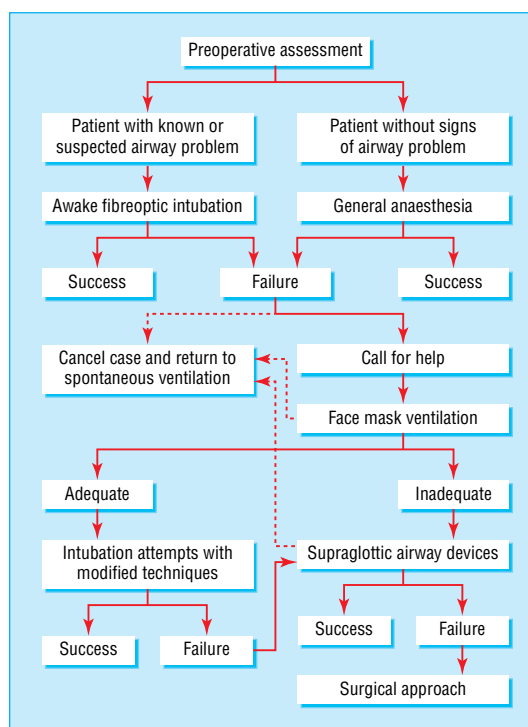 Preoperative assessment
Patient with known or
suspected airway problem
Patient without signs
of airway problem
Awake fibreoptic intubation
General anaesthesia
Success
Failure
Success
Cancel case and return to
spontaneous ventilation
Call for help
Face mask ventilation
Adequate
Inadequate
Intubation attempts with
modified techniques
Supraglottic airway devices
Success
Failure
Success
Failure
Surgical approach